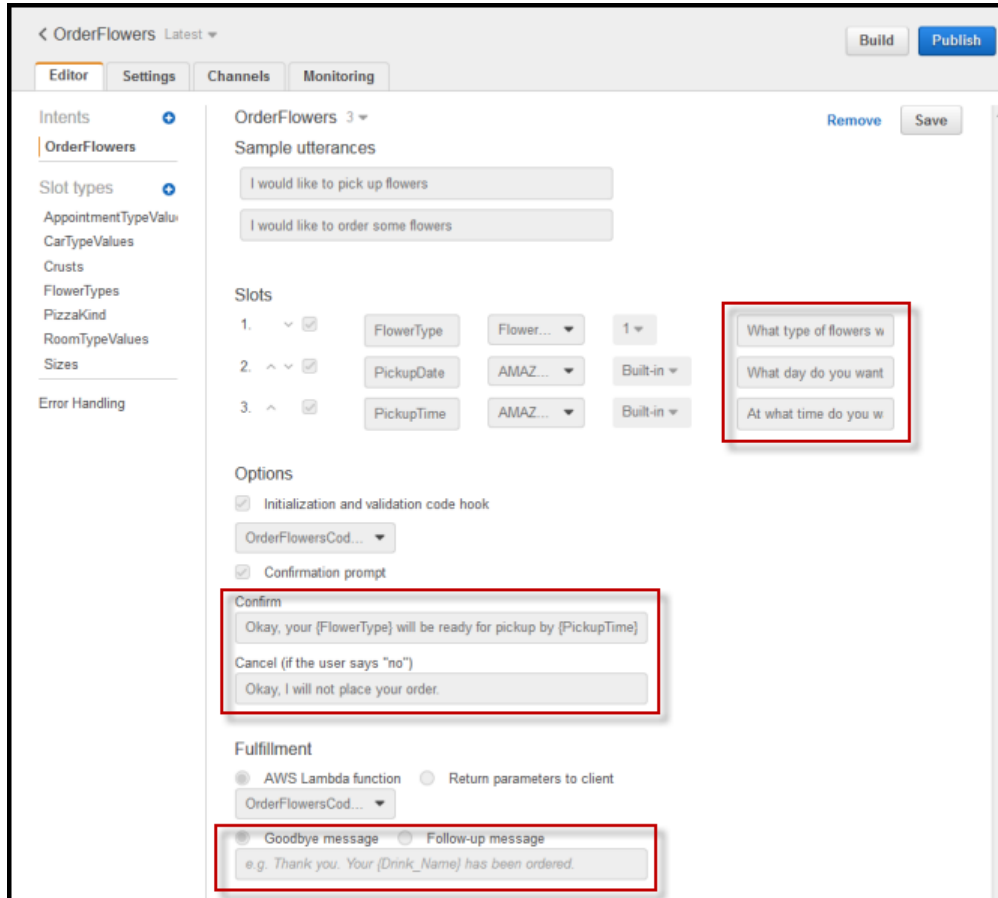 OrderFlowers Latest
Build
Publish
Editor Settings Channels Monitoring
Intents
OrderFlowers
Slot types
AppointmentTypeValu
CarTypeValues
Crusts
FlowerTypes
PizzaKind
RoomTypeValues
Sizes
Error Handling
OrderFlowers 3
Remove
Save
Sample utterances
I would like to pick up flowers
I would like to order some flowers
Slots
1. FlowerType Flower... 1 What type of flowers w
2. PickupDate AMAZ... Built-in What day do you want
3. PickupTime AMAZ... Built-in At what time do you w
Options
Initialization and validation code hook
OrderFlowersCod...
Confirmation prompt
Confirm
Okay, your {FlowerType} will be ready for pickup by {PickupTime}
Cancel (if the user says "no")
Okay, I will not place your order.
Fulfillment
AWS Lambda function Return parameters to client
OrderFlowersCod...
Goodbye message Follow-up message
e.g. Thank you. Your {Drink_Name} has been ordered.